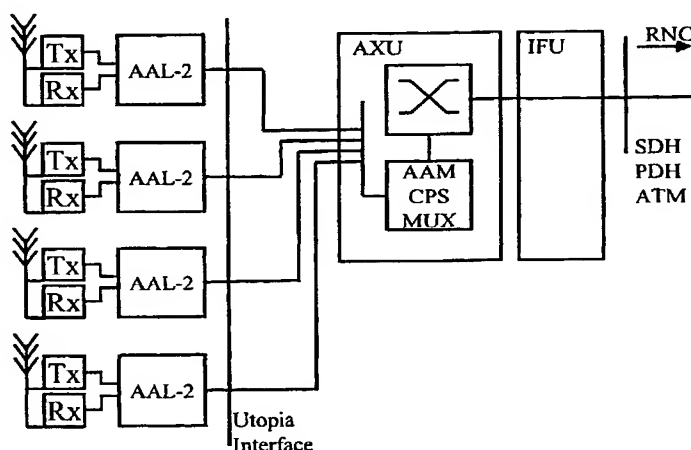 Tx
Rx
AAL-2
Tx
Rx
AAL-2
Tx
Rx
AAL-2
Tx
Rx
AAL-2
Utopia
Interface
AXU
AAM
CPS
MUX
IFU
RNC
SDH
PDH
ATM